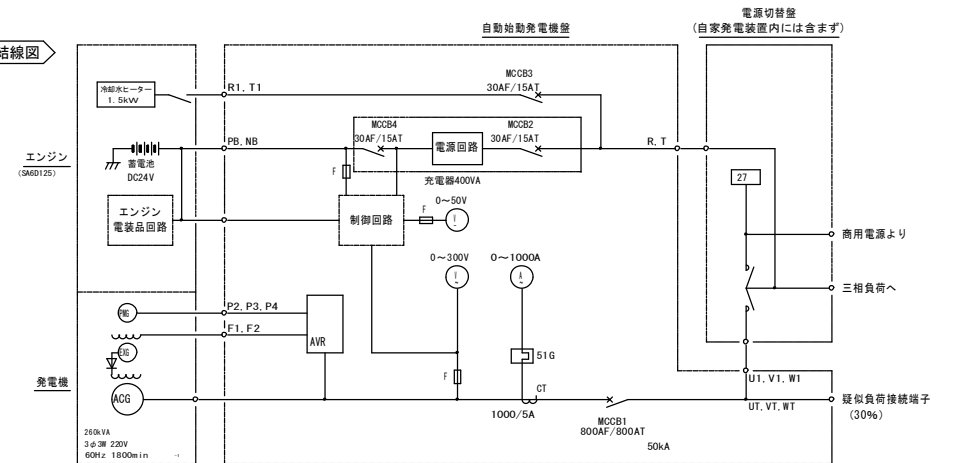 結線図
自動始動発電機盤
電源切替盤
(自家発電装置内には含まず)
エンジン
(SA6D125)
冷却水ヒーター
1.5kW
R1,T1
MCCB3
30AF/15AT
蓄電池
DC24V
PB,NB
MCCB4
30AF/15AT
電源回路
MCCB2
30AF/15AT
充電器400VA
R,T
F
エンジン
電装品回路
制御回路
F
0～50V
27
商用電源より
三相負荷へ
0～300V
V
0～1000A
A
発電機
PMG
P2,P3,P4
F1,F2
AVR
EXG
51G
F
CT
ACG
1000/5A
MCCB1
800AF/800AT
50kA
U1,V1,W1
UT,VT,WT
疑似負荷接続端子
(30%)
260kVA
3φ3W 220V
60Hz 1800min -1